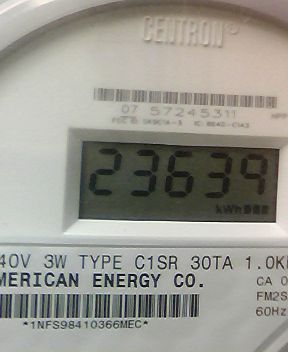 CENTRON®
07 57245311
23639
kWh
40V 3W TYPE C1SR 30TA 1.0K
MERICAN ENERGY CO.
CA 0
FM2S
60Hz
*1NFS98410366MEC*